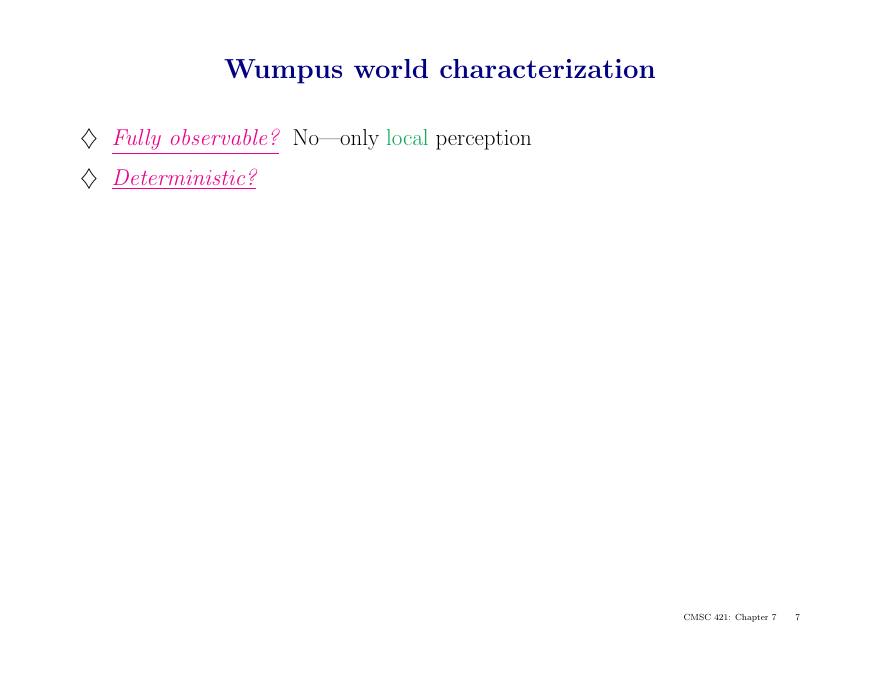 Wumpus world characterization
♢ Fully observable? No—only local perception
♢ Deterministic?
CMSC 421: Chapter 7 7